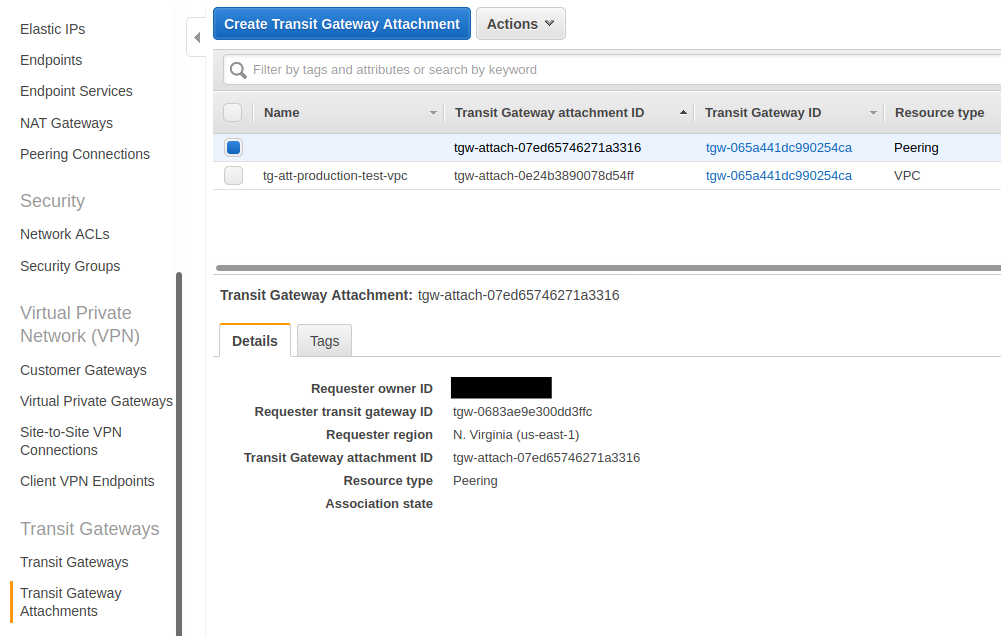 Elastic IPs
Endpoints
Endpoint Services
NAT Gateways
Peering Connections
Security
Network ACLs
Security Groups
Virtual Private
Network (VPN)
Customer Gateways
Virtual Private Gateways
Site-to-Site VPN
Connections
Client VPN Endpoints
Transit Gateways
Transit Gateways
Transit Gateway
Attachments
Create Transit Gateway Attachment Actions
Filter by tags and attributes or search by keyword
Name Transit Gateway attachment ID Transit Gateway ID Resource type
tgw-attach-07ed65746271a3316 tgw-065a441dc990254ca Peering
tg-att-production-test-vpc tgw-attach-0e24b3890078d54ff tgw-065a441dc990254ca VPC
Transit Gateway Attachment: tgw-attach-07ed65746271a3316
Details Tags
Requester owner ID
Requester transit gateway ID tgw-0683ae9e300dd3ffc
Requester region N. Virginia (us-east-1)
Transit Gateway attachment ID tgw-attach-07ed65746271a3316
Resource type Peering
Association state